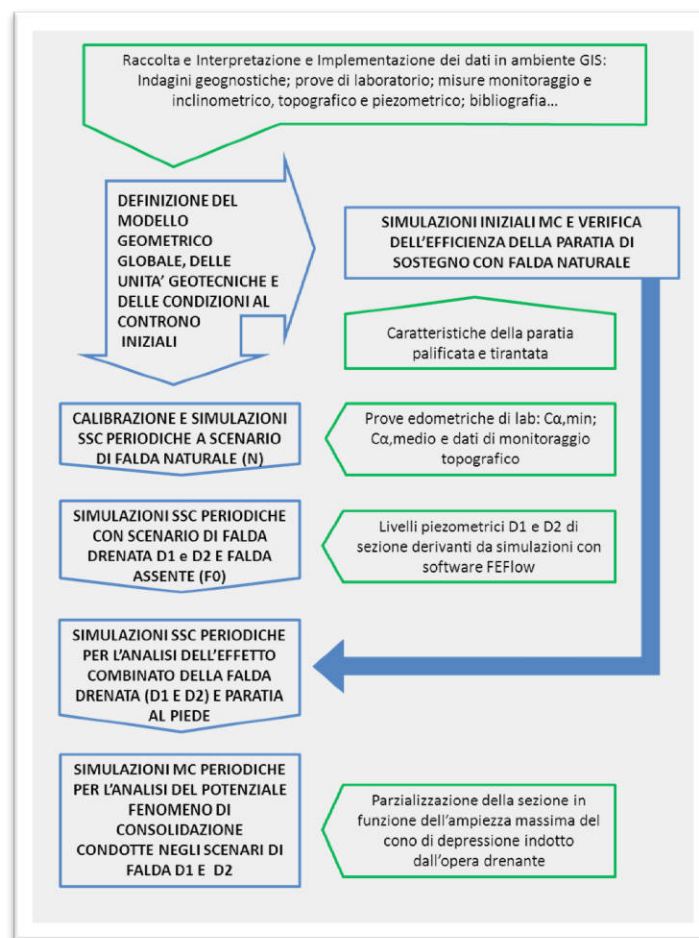 Raccolta e Interpretazione e Implementazione dei dati in ambiente GIS:
Indagini geognostiche; prove di laboratorio; misure monitoraggio e
inclinometrico, topografico e piezometrico; bibliografia…
DEFINIZIONE DEL
MODELLO
GEOMETRICO
GLOBALE, DELLE
UNITA’ GEOTECNICHE E
DELLE CONDIZIONI AL
CONTRONO
INIZIALI
SIMULAZIONI INIZIALI MC E VERIFICA
DELL’EFFICIENZA DELLA PARATIA DI
SOSTEGNO CON FALDA NATURALE
Caratteristiche della paratia
palificata e tirantata
CALIBRAZIONE E SIMULAZIONI
SSC PERIODICHE A SCENARIO
DI FALDA NATURALE (N)
Prove edometriche di lab: Cα,min;
Cα,medio e dati di monitoraggio
topografico
SIMULAZIONI SSC PERIODICHE
CON SCENARIO DI FALDA
DRENATA D1 e D2 E FALDA
ASSENTE (F0)
Livelli piezometrici D1 e D2 di
sezione derivanti da simulazioni con
software FEFlow
SIMULAZIONI SSC PERIODICHE
PER L’ANALISI DELL’EFFETTO
COMBINATO DELLA FALDA
DRENATA (D1 E D2) E PARATIA
AL PIEDE
SIMULAZIONI MC PERIODICHE
PER L’ANALISI DEL POTENZIALE
FENOMENO DI
CONSOLIDAZIONE
CONDOTTE NEGLI SCENARI DI
FALDA D1 E D2
Parzializzazione della sezione in
funzione dell’ampiezza massima del
cono di depressione indotto
dall’opera drenante